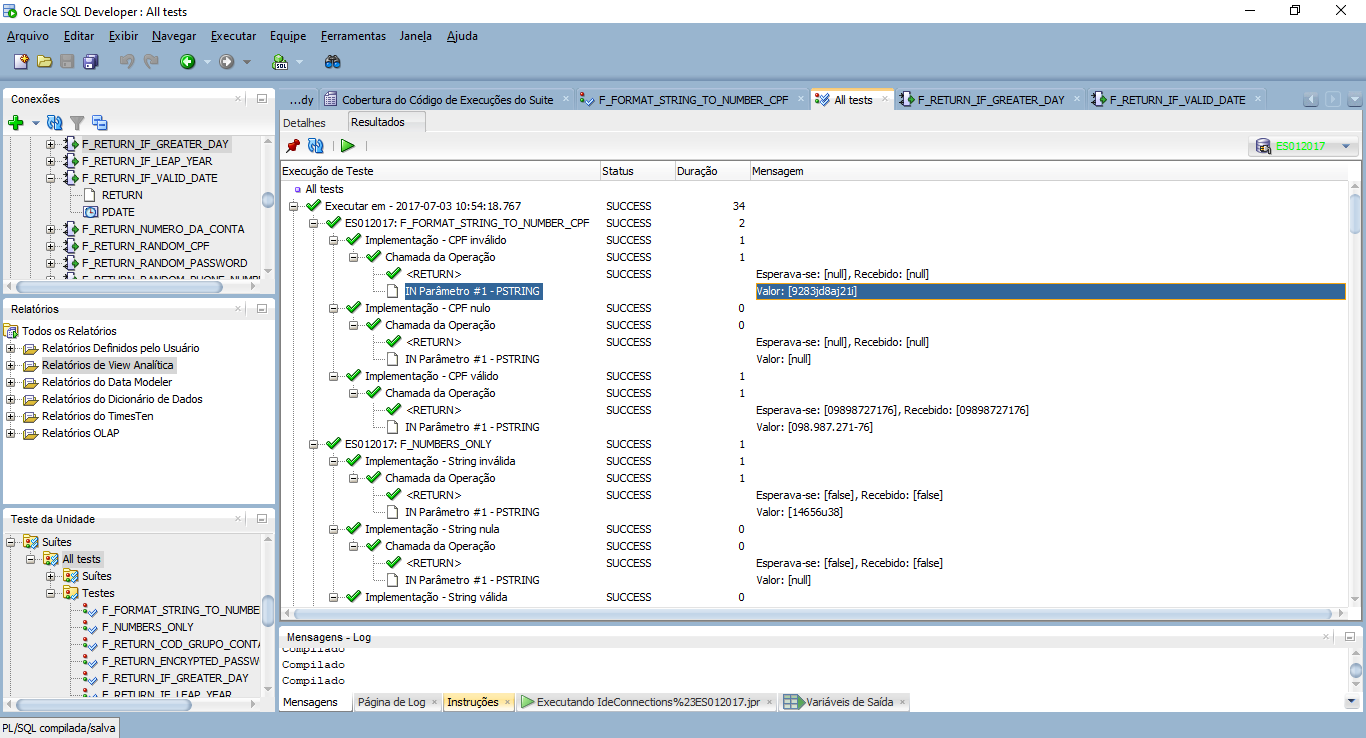 Oracle SQL Developer : All tests
Arquivo Editar Exibir Navegar Executar Equipe Ferramentas Janela Ajuda
Conexões
F_RETURN_IF_GREATER_DAY
F_RETURN_IF_LEAP_YEAR
F_RETURN_IF_VALID_DATE
RETURN
PDATE
F_RETURN_NUMERO_DA_CONTA
F_RETURN_RANDOM_CPF
F_RETURN_RANDOM_PASSWORD
F_RETURN_RANDOM_PHONE_NUMB
Relatórios
Todos os Relatórios
Relatórios Definidos pelo Usuário
Relatórios de View Analítica
Relatórios do Data Modeler
Relatórios do Dicionário de Dados
Relatórios do TimesTen
Relatórios OLAP
Teste da Unidade
Suítes
All tests
Suítes
Testes
F_FORMAT_STRING_TO_NUMBE
F_NUMBERS_ONLY
F_RETURN_COD_GRUPO_CONTA
F_RETURN_ENCRYPTED_PASSW
F_RETURN_IF_GREATER_DAY
F_RETURN_IF_LEAP_YEAR
...dy Cobertura do Código de Execuções do Suite F_FORMAT_STRING_TO_NUMBER_CPF All tests F_RETURN_IF_GREATER_DAY F_RETURN_IF_VALID_DATE
Detalhes Resultados
SQL
ES012017
Execução de Teste Status Duração Mensagem
All tests
Executar em - 2017-07-03 10:54:18.767 SUCCESS 34
ES012017: F_FORMAT_STRING_TO_NUMBER_CPF SUCCESS 2
Implementação - CPF inválido SUCCESS 1
Chamada da Operação SUCCESS 1
<RETURN> SUCCESS Esperava-se: [null], Recebido: [null]
IN Parâmetro #1 - PSTRING Valor: [9283jd8aj21i]
Implementação - CPF nulo SUCCESS 0
Chamada da Operação SUCCESS 0
<RETURN> SUCCESS Esperava-se: [null], Recebido: [null]
IN Parâmetro #1 - PSTRING Valor: [null]
Implementação - CPF válido SUCCESS 1
Chamada da Operação SUCCESS 1
<RETURN> SUCCESS Esperava-se: [09898727176], Recebido: [09898727176]
IN Parâmetro #1 - PSTRING Valor: [098.987.271-76]
ES012017: F_NUMBERS_ONLY SUCCESS 1
Implementação - String inválida SUCCESS 1
Chamada da Operação SUCCESS 1
<RETURN> SUCCESS Esperava-se: [false], Recebido: [false]
IN Parâmetro #1 - PSTRING Valor: [14656u38]
Implementação - String nula SUCCESS 0
Chamada da Operação SUCCESS 0
<RETURN> SUCCESS Esperava-se: [false], Recebido: [false]
IN Parâmetro #1 - PSTRING Valor: [null]
Implementação - String válida SUCCESS 0
Mensagens - Log
Compilado
Compilado
Compilado
Mensagens Página de Log Instruções Executando IdeConnections%23ES012017.jpr Variáveis de Saída
PL/SQL compilada/salva